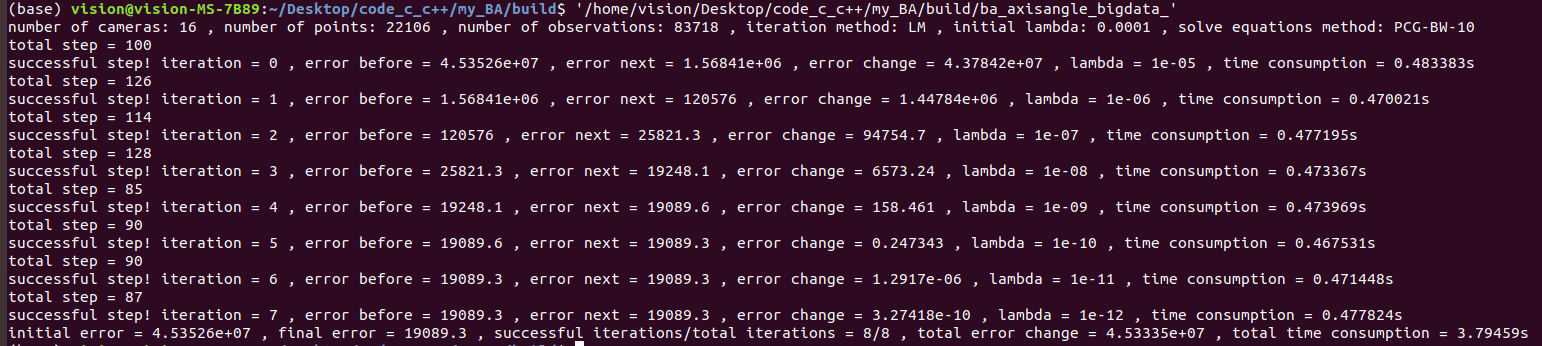 (base) vision@vision-MS-7B89:~/Desktop/code_c_c++/my_BA/build$ '/home/vision/Desktop/code_c_c++/my_BA/build/ba_axisangle_bigdata_'
number of cameras: 16 , number of points: 22106 , number of observations: 83718 , iteration method: LM , initial lambda: 0.0001 , solve equations method: PCG-BW-10
total step = 100
successful step! iteration = 0 , error before = 4.53526e+07 , error next = 1.56841e+06 , error change = 4.37842e+07 , lambda = 1e-05 , time consumption = 0.483383s
total step = 126
successful step! iteration = 1 , error before = 1.56841e+06 , error next = 120576 , error change = 1.44784e+06 , lambda = 1e-06 , time consumption = 0.470021s
total step = 114
successful step! iteration = 2 , error before = 120576 , error next = 25821.3 , error change = 94754.7 , lambda = 1e-07 , time consumption = 0.477195s
total step = 128
successful step! iteration = 3 , error before = 25821.3 , error next = 19248.1 , error change = 6573.24 , lambda = 1e-08 , time consumption = 0.473367s
total step = 85
successful step! iteration = 4 , error before = 19248.1 , error next = 19089.6 , error change = 158.461 , lambda = 1e-09 , time consumption = 0.473969s
total step = 90
successful step! iteration = 5 , error before = 19089.6 , error next = 19089.3 , error change = 0.247343 , lambda = 1e-10 , time consumption = 0.467531s
total step = 90
successful step! iteration = 6 , error before = 19089.3 , error next = 19089.3 , error change = 1.2917e-06 , lambda = 1e-11 , time consumption = 0.471448s
total step = 87
successful step! iteration = 7 , error before = 19089.3 , error next = 19089.3 , error change = 3.27418e-10 , lambda = 1e-12 , time consumption = 0.477824s
initial error = 4.53526e+07 , final error = 19089.3 , successful iterations/total iterations = 8/8 , total error change = 4.53335e+07 , total time consumption = 3.79459s